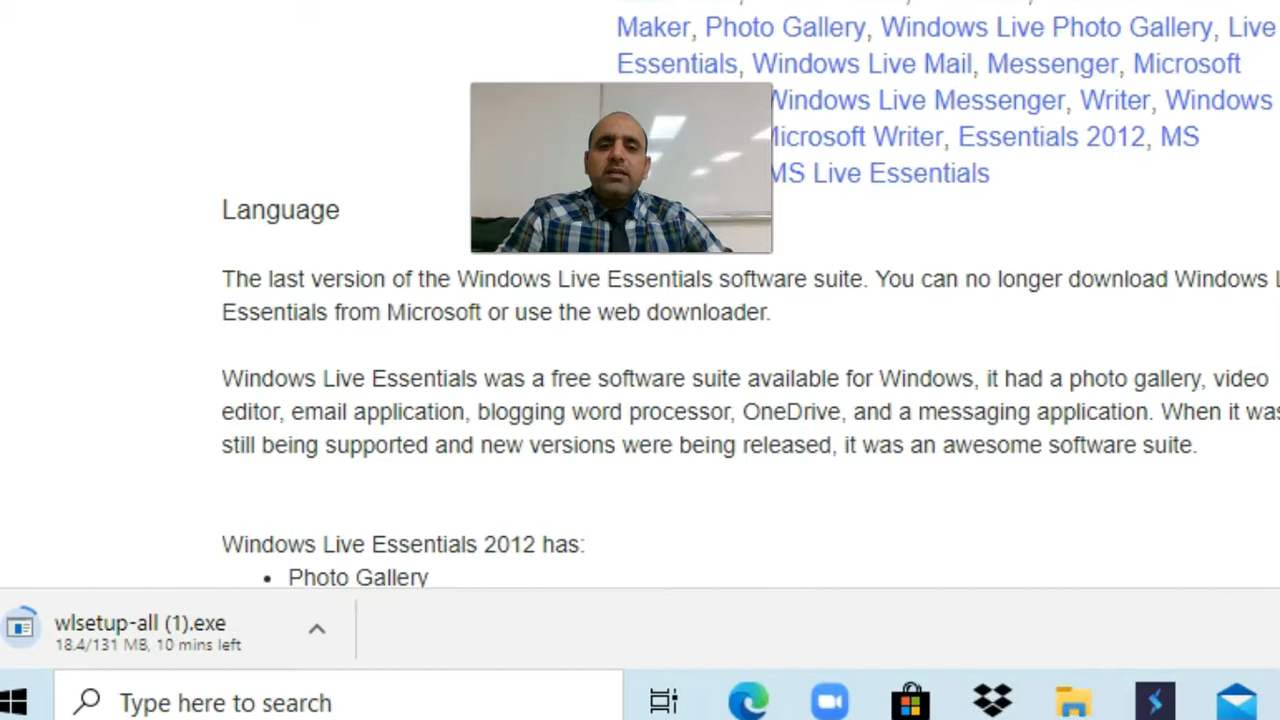 Maker, Photo Gallery, Windows Live Photo Gallery, Live
Essentials, Windows Live Mail, Messenger, Microsoft
Windows Live Messenger, Writer, Windows
Microsoft Writer, Essentials 2012, MS
MS Live Essentials
Language
The last version of the Windows Live Essentials software suite. You can no longer download Windows
Essentials from Microsoft or use the web downloader.
Windows Live Essentials was a free software suite available for Windows, it had a photo gallery, video
editor, email application, blogging word processor, OneDrive, and a messaging application. When it was
still being supported and new versions were being released, it was an awesome software suite.
Windows Live Essentials 2012 has:
• Photo Gallery
wlsetup-all (1).exe
18.4/131 MB, 10 mins left
Type here to search